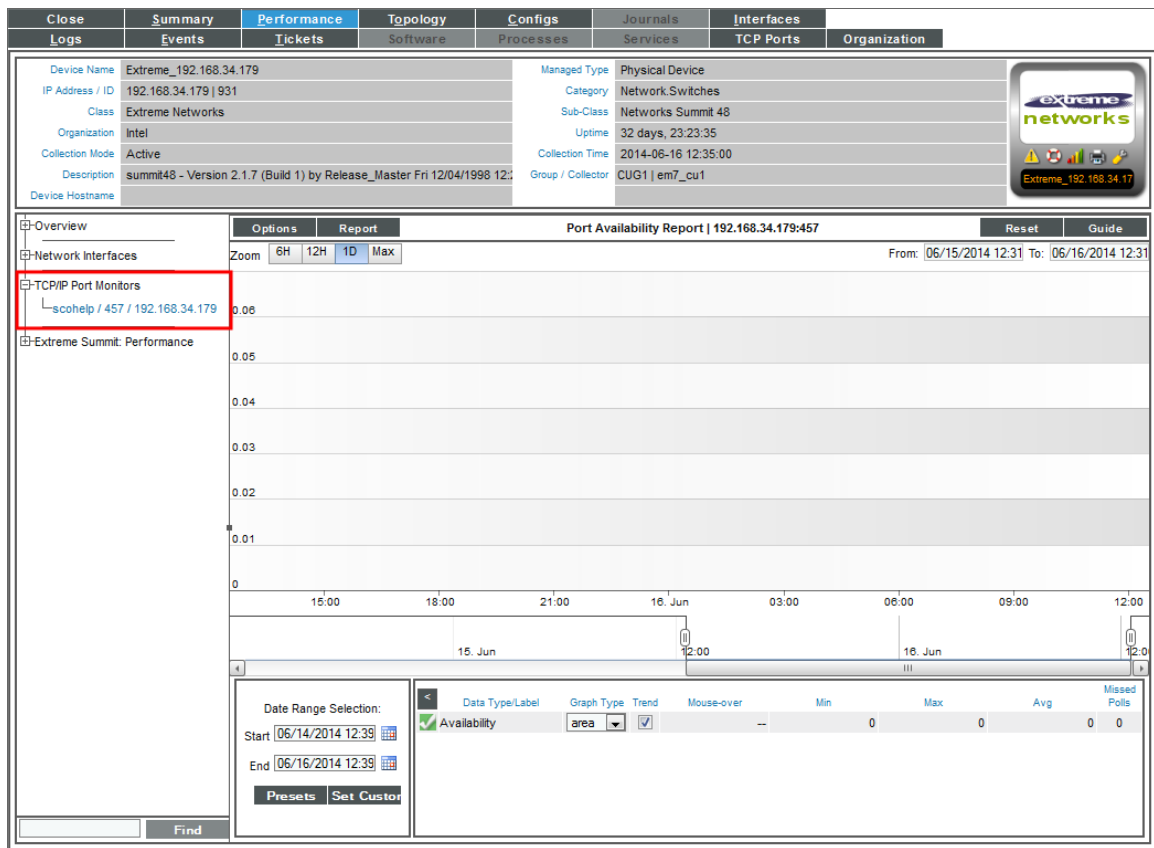 Close Summary Performance Topology Configs Journals Interfaces
Logs Events Tickets Software Processes Services TCP Ports Organization
Device Name Extreme_192.168.34.179 Managed Type Physical Device
IP Address / ID 192.168.34.179 | 931 Category Network.Switches
Class Extreme Networks Sub-Class Networks Summit 48
Organization Intel Uptime 32 days, 23:23:35
Collection Mode Active Collection Time 2014-06-16 12:35:00
Description summit48 - Version 2.1.7 (Build 1) by Release_Master Fri 12/04/1998 12:2 Group / Collector CUG1 | em7_cu1
Device Hostname
extreme
networks
Extreme_192.168.34.17
Overview
Network Interfaces
TCP/IP Port Monitors
scohelp / 457 / 192.168.34.179
Extreme Summit: Performance
Find
Options Report Port Availability Report | 192.168.34.179:457 Reset Guide
Zoom 6H 12H 1D Max From: 06/15/2014 12:31 To: 06/16/2014 12:31
0.06
0.05
0.04
0.03
0.02
0.01
0
15:00 18:00 21:00 16. Jun 03:00 06:00 09:00 12:00
15. Jun 12:00 16. Jun 12:0
Date Range Selection:
Start 06/14/2014 12:39
End 06/16/2014 12:39
Presets Set Custor
< Data Type/Label Graph Type Trend Mouse-over Min Max Avg Missed Polls
Availability area -- 0 0 0 0